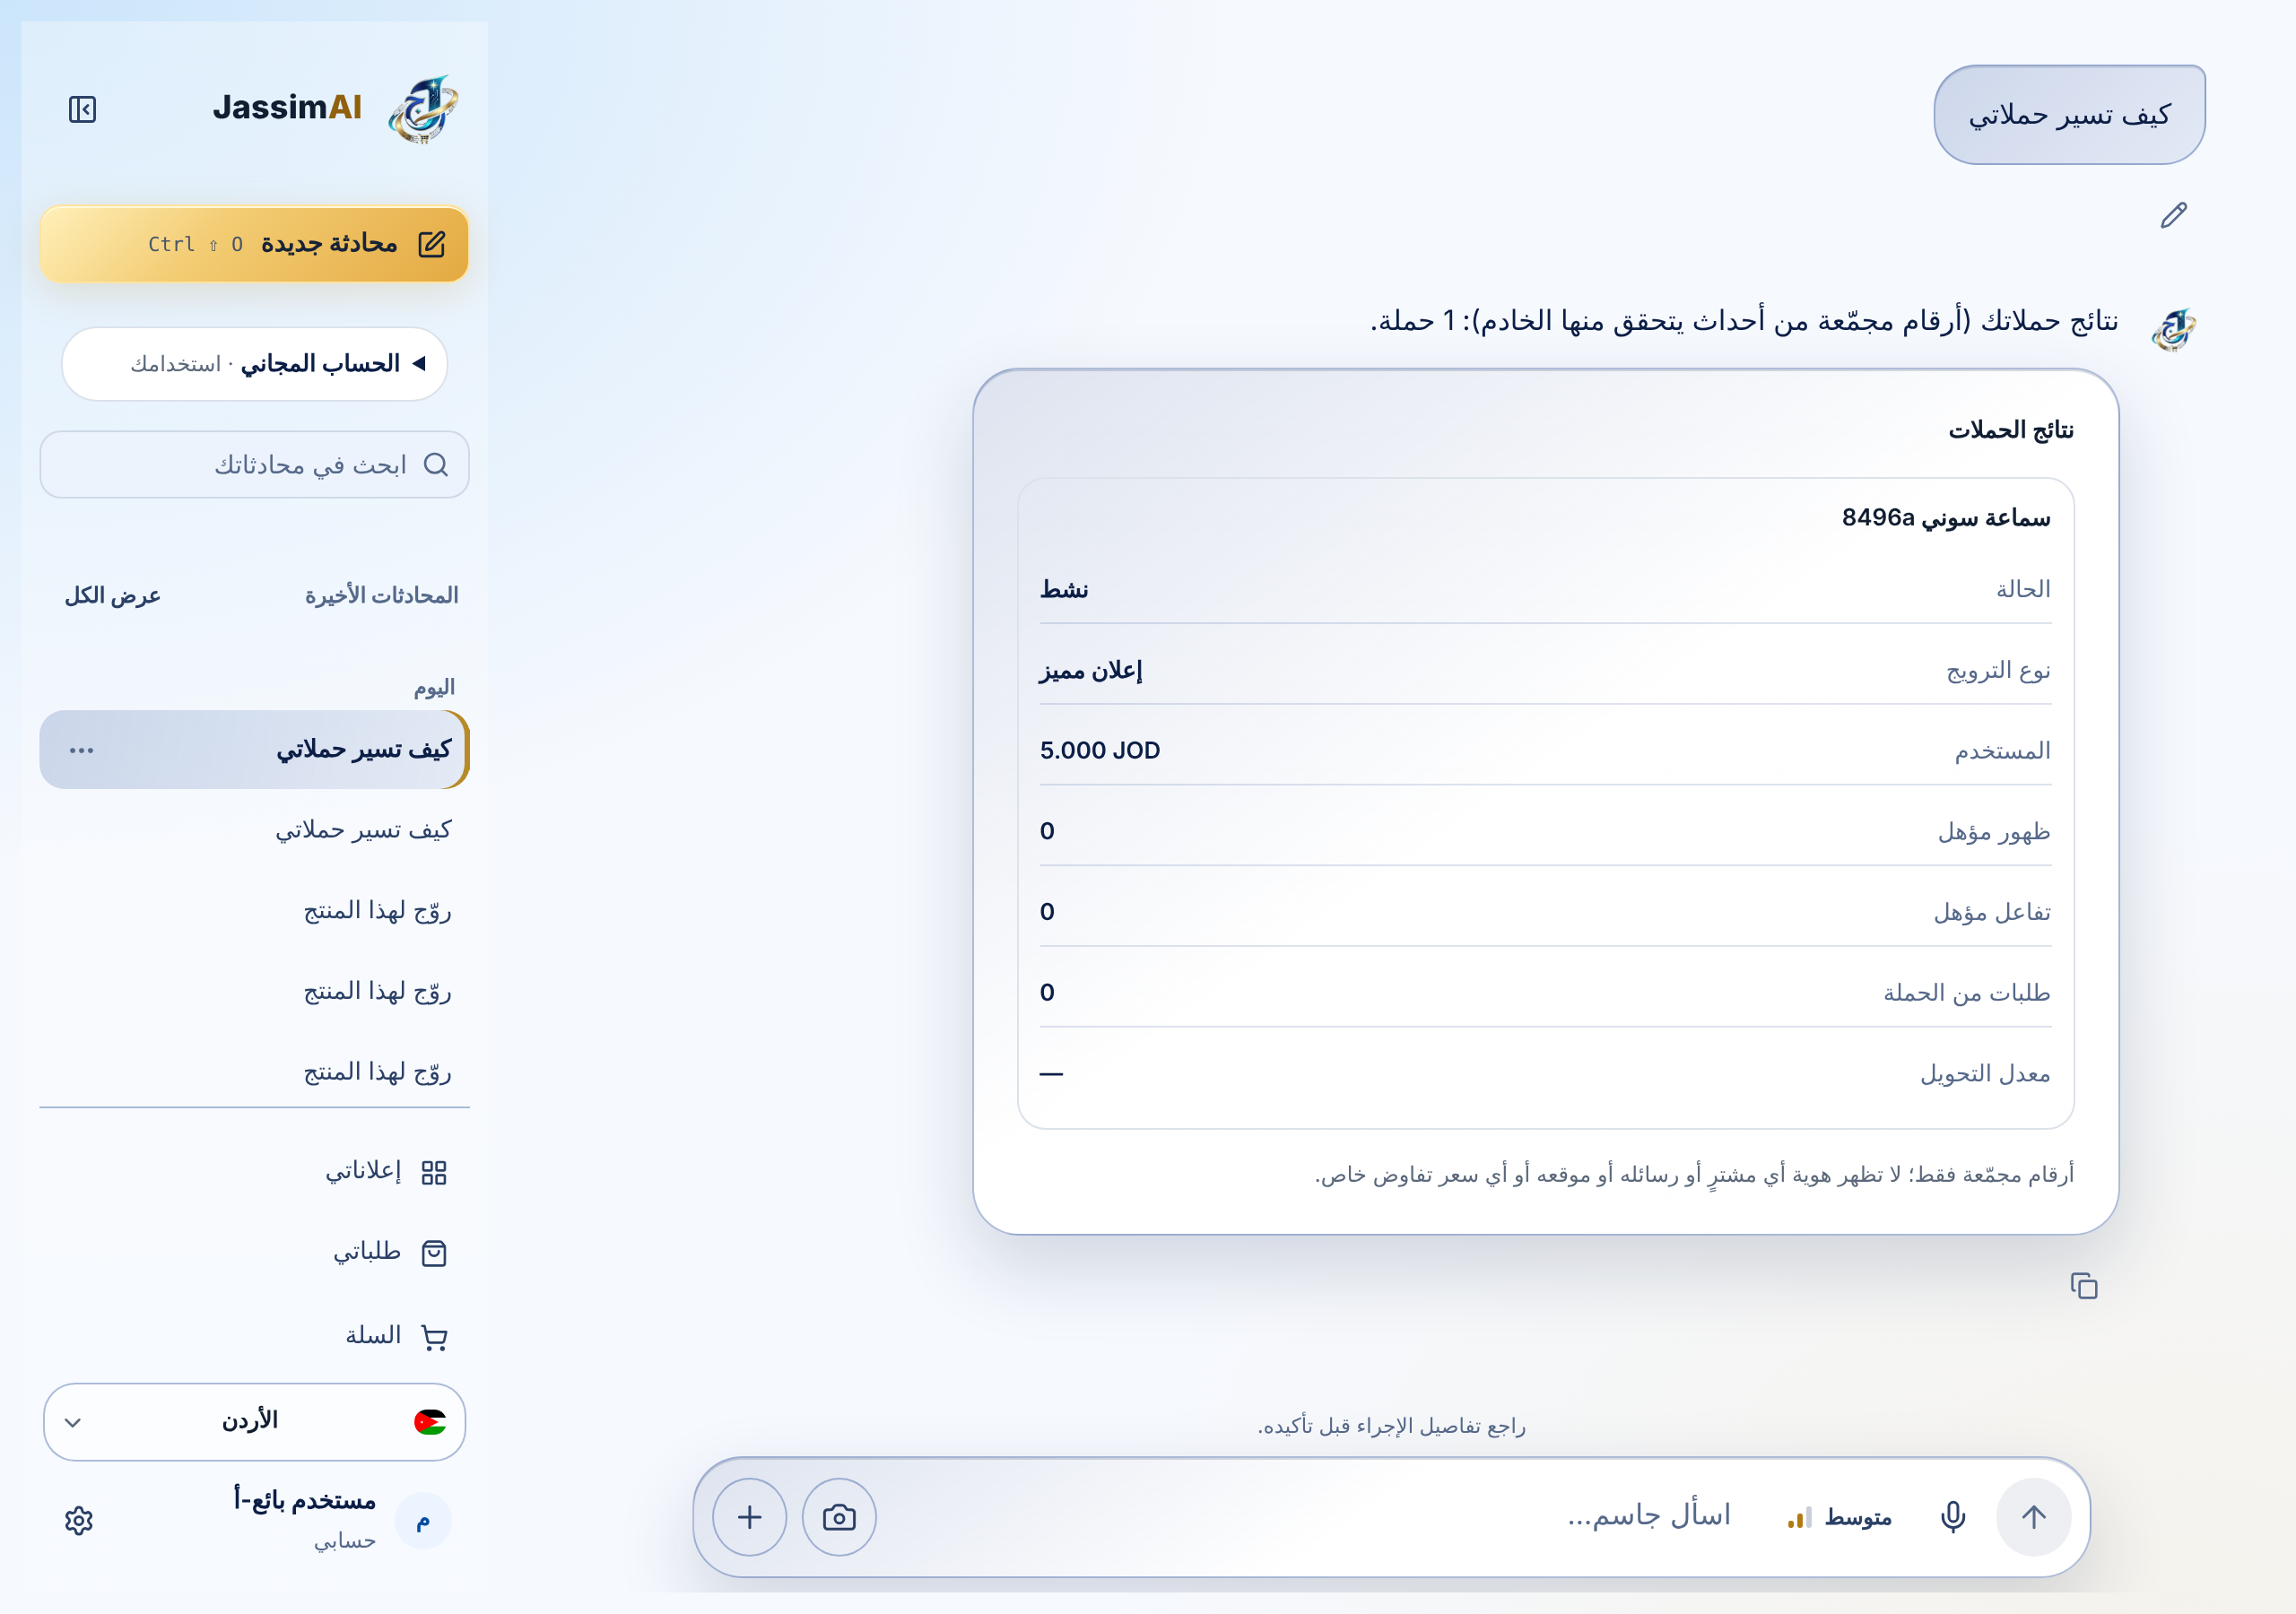 كيف تسير حملاتي
نتائج حملاتك (أرقام مجمّعة من أحداث يتحقق منها الخادم): 1 حملة.
نتائج الحملات
سماعة سوني 8496a
الحالة نشط
نوع الترويج إعلان مميز
المستخدم 5.000 JOD
ظهور مؤهل 0
تفاعل مؤهل 0
طلبات من الحملة 0
معدل التحويل —
أرقام مجمّعة فقط؛ لا تظهر هوية أي مشترٍ أو رسائله أو موقعه أو أي سعر تفاوض خاص.
راجع تفاصيل الإجراء قبل تأكيده.
متوسط اسأل جاسم...
JassimAI
محادثة جديدة Ctrl ⇧ O
◀ الحساب المجاني · استخدامك
ابحث في محادثاتك
المحادثات الأخيرة عرض الكل
اليوم
كيف تسير حملاتي
كيف تسير حملاتي
روّج لهذا المنتج
روّج لهذا المنتج
روّج لهذا المنتج
إعلاناتي
طلباتي
السلة
الأردن
م مستخدم بائع-أ
حسابي